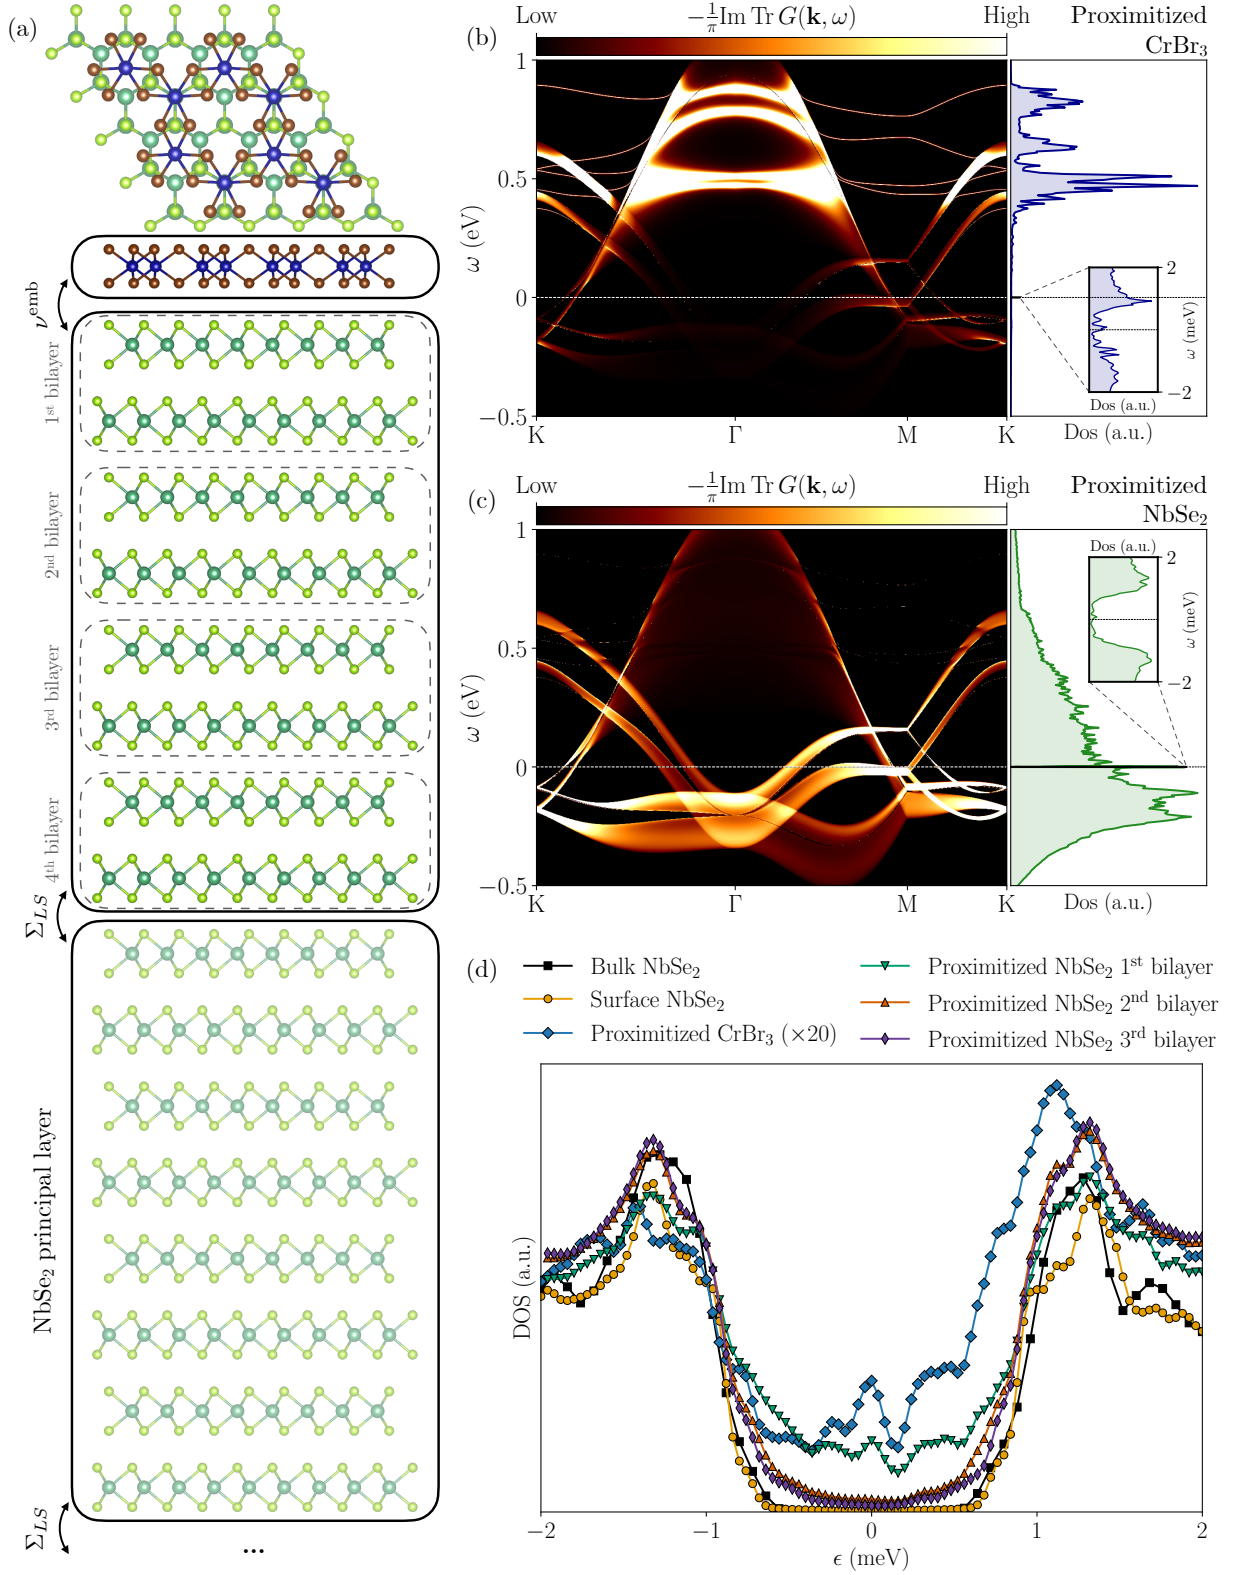 (a)
ν^emb
1st bilayer
2nd bilayer
3rd bilayer
4th bilayer
Σ_LS
NbSe₂ principal layer
Σ_LS
...
(b)
Low
−1/π Im Tr G(k, ω)
High
Proximitized
CrBr₃
1
0.5
0
−0.5
ω (eV)
K
Γ
M
K
Dos (a.u.)
2
−2
ω (meV)
Dos (a.u.)
(c)
Low
−1/π Im Tr G(k, ω)
High
Proximitized
NbSe₂
1
0.5
0
−0.5
ω (eV)
K
Γ
M
K
Dos (a.u.)
Dos (a.u.)
2
−2
ω (meV)
(d)
Bulk NbSe₂
Surface NbSe₂
Proximitized CrBr₃ (×20)
Proximitized NbSe₂ 1st bilayer
Proximitized NbSe₂ 2nd bilayer
Proximitized NbSe₂ 3rd bilayer
DOS (a.u.)
−2
−1
0
1
2
ϵ (meV)